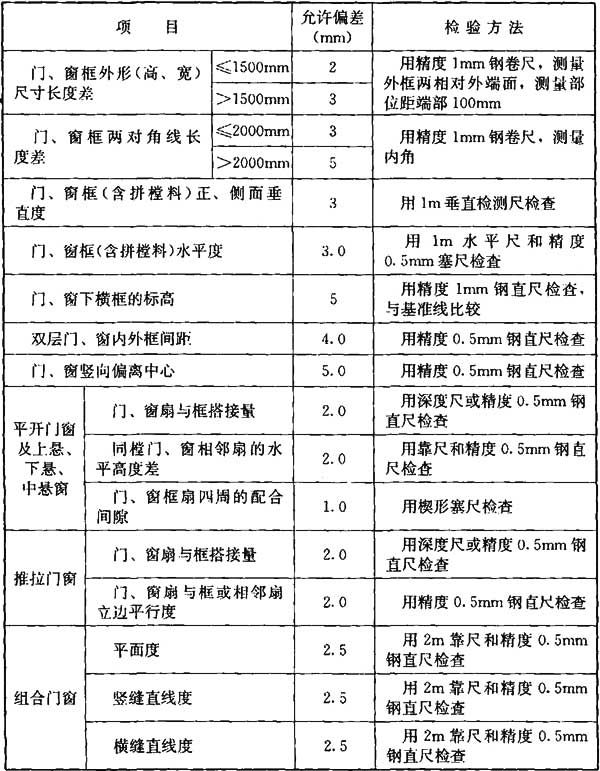 项 目
允许偏差
(mm)
检 验 方 法
门、窗框外形(高、宽)
尺寸长度差
≤1500mm
2
用精度 1mm 钢卷尺，测量
外框两相对外端面，测量部
位距端部 100mm
>1500mm
3
门、窗框两对角线长
度差
≤2000mm
3
用精度 1mm 钢卷尺，测量
内角
>2000mm
5
门、窗框(含拼樘料)正、侧面垂
直度
3
用 1m 垂直检测尺检查
门、窗框(含拼樘料)水平度
3.0
用 1m 水平尺和精度
0.5mm 塞尺检查
门、窗下横框的标高
5
用精度 1mm 钢直尺检查，
与基准线比较
双层门、窗内外框间距
4.0
用精度 0.5mm 钢直尺检查
门、窗竖向偏离中心
5.0
用精度 0.5mm 钢直尺检查
平开门窗
及上悬、
下悬、
中悬窗
门、窗扇与框搭接量
2.0
用深度尺或精度 0.5mm 钢
直尺检查
同樘门、窗相邻扇的水
平高度差
2.0
用靠尺和精度 0.5mm 钢直
尺检查
门、窗框扇四周的配合
间隙
1.0
用楔形塞尺检查
推拉门窗
门、窗扇与框搭接量
2.0
用深度尺或精度 0.5mm 钢
直尺检查
门、窗扇与框或相邻扇
立边平行度
2.0
用精度 0.5mm 钢直尺检查
组合门窗
平面度
2.5
用 2m 靠尺和精度 0.5mm
钢直尺检查
竖缝直线度
2.5
用 2m 靠尺和精度 0.5mm
钢直尺检查
横缝直线度
2.5
用 2m 靠尺和精度 0.5mm
钢直尺检查